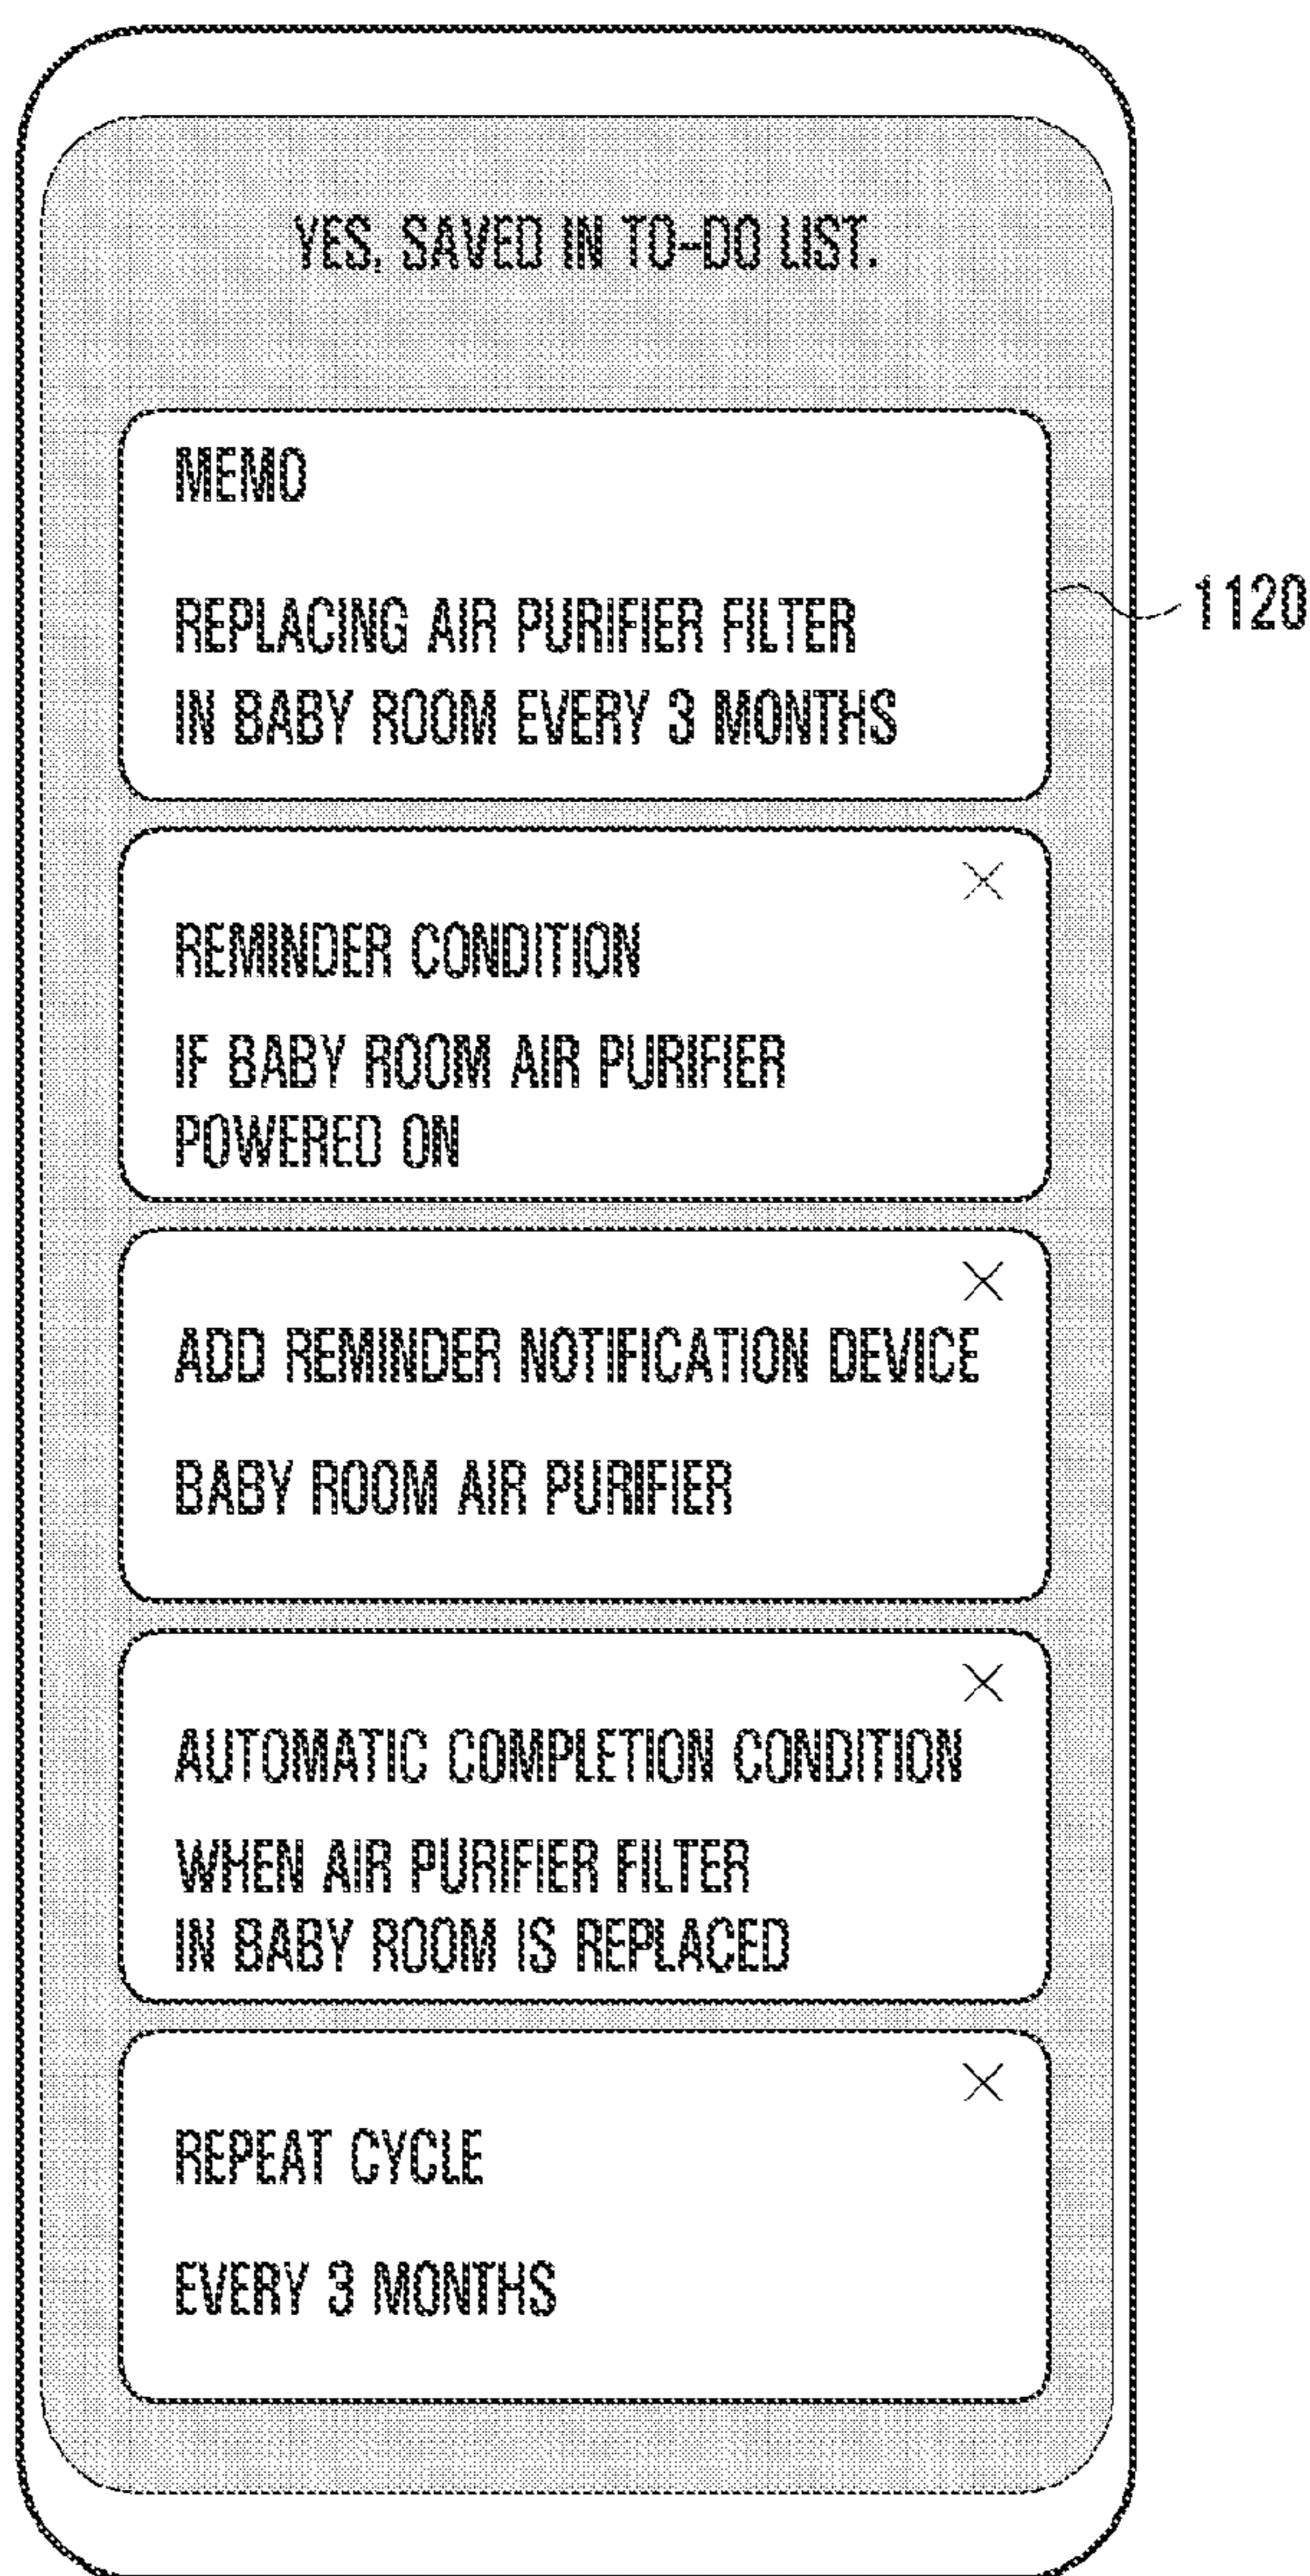 YES, SAVED IN TO-DO LIST.
MEMO
REPLACING AIR PURIFIER FILTER
IN BABY ROOM EVERY 3 MONTHS
1120
REMINDER CONDITION
IF BABY ROOM AIR PURIFIER
POWERED ON
ADD REMINDER NOTIFICATION DEVICE
BABY ROOM AIR PURIFIER
AUTOMATIC COMPLETION CONDITION
WHEN AIR PURIFIER FILTER
IN BABY ROOM IS REPLACED
REPEAT CYCLE
EVERY 3 MONTHS